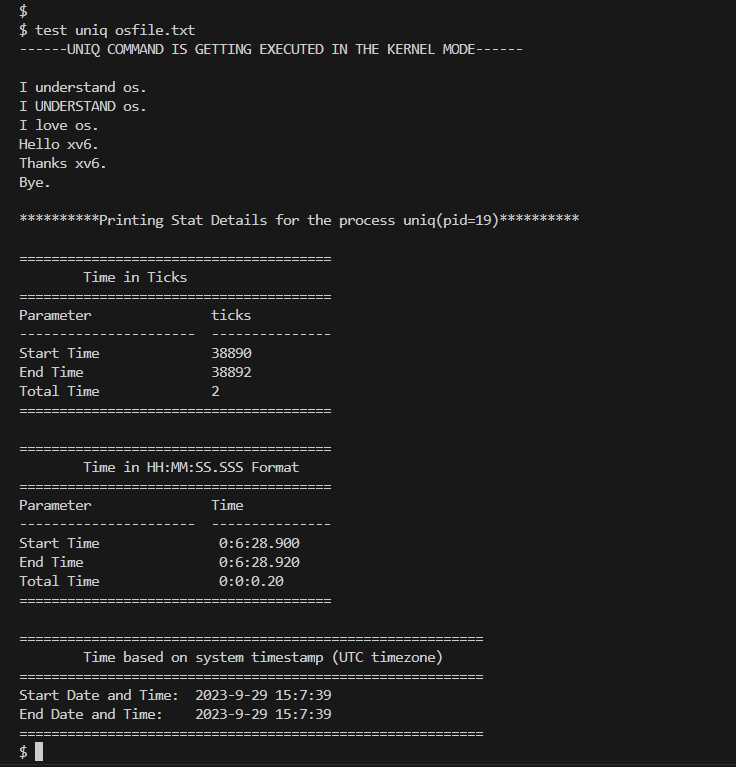 $
$ test uniq osfile.txt
------UNIQ COMMAND IS GETTING EXECUTED IN THE KERNEL MODE------
I understand os.
I UNDERSTAND os.
I love os.
Hello xv6.
Thanks xv6.
Bye.
**********Printing Stat Details for the process uniq(pid=19)**********
=======================================
Time in Ticks
=======================================
Parameter ticks
---------------------- ---------------
Start Time 38890
End Time 38892
Total Time 2
=======================================
=======================================
Time in HH:MM:SS.SSS Format
=======================================
Parameter Time
---------------------- ---------------
Start Time 0:6:28.900
End Time 0:6:28.920
Total Time 0:0:0.20
=======================================
==========================================================
Time based on system timestamp (UTC timezone)
==========================================================
Start Date and Time: 2023-9-29 15:7:39
End Date and Time: 2023-9-29 15:7:39
==========================================================
$